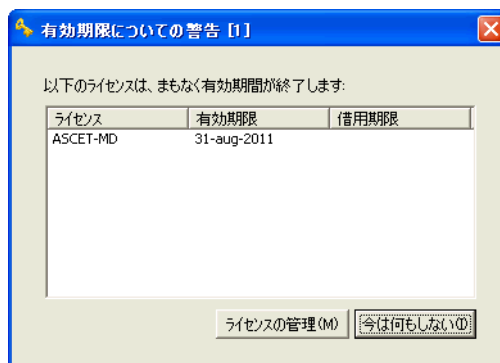 有効期限についての警告 [1]
以下のライセンスは、まもなく有効期間が終了します:
ライセンス 有効期限 借用期限
ASCET-MD 31-aug-2011
ライセンスの管理(M) 今は何もしない(I)